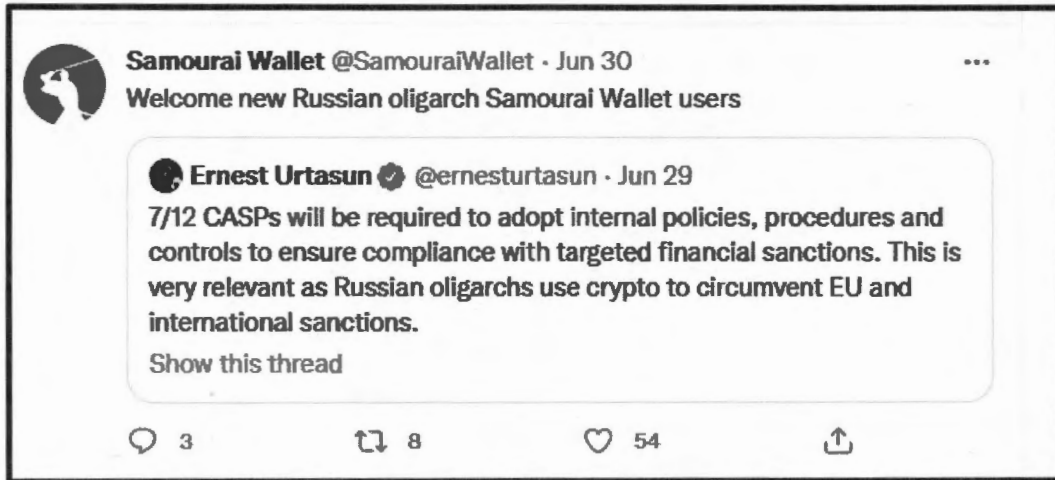 Samourai Wallet @SamouraiWallet · Jun 30
Welcome new Russian oligarch Samourai Wallet users
Ernest Urtasun @ernesturtasun · Jun 29
7/12 CASPs will be required to adopt internal policies, procedures and
controls to ensure compliance with targeted financial sanctions. This is
very relevant as Russian oligarchs use crypto to circumvent EU and
international sanctions.
Show this thread
3 8 54